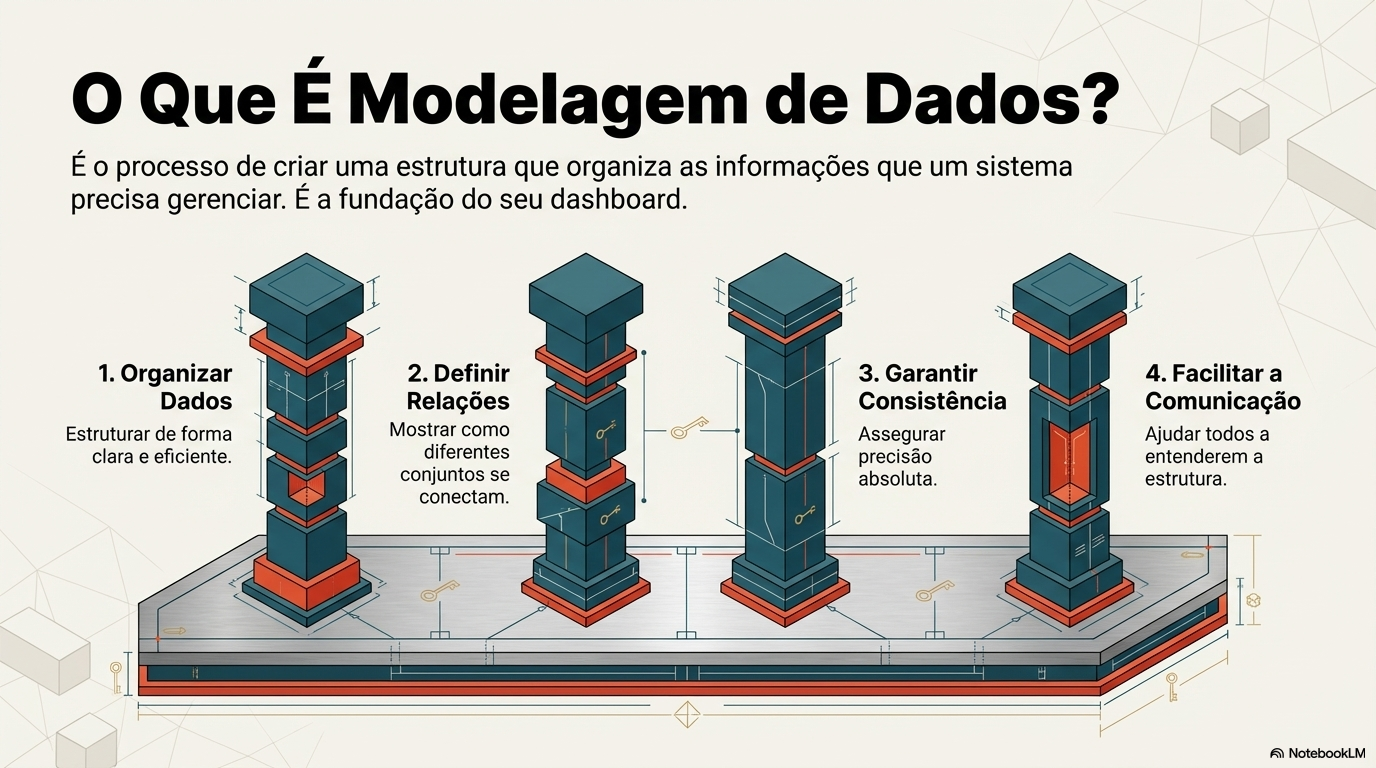 O Que É Modelagem de Dados?
É o processo de criar uma estrutura que organiza as informações que um sistema
precisa gerenciar. É a fundação do seu dashboard.
1. Organizar
Dados
Estruturar de forma
clara e eficiente.
2. Definir
Relações
Mostrar como
diferentes
conjuntos se
conectam.
3. Garantir
Consistência
Assegurar
precisão
absoluta.
4. Facilitar a
Comunicação
Ajudar todos a
entenderem a
estrutura.
NotebookLM